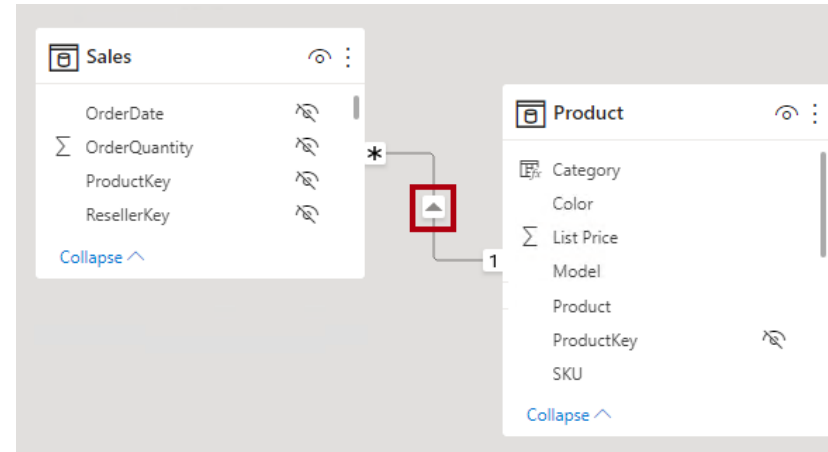 Sales
OrderDate
∑ OrderQuantity
ProductKey
ResellerKey
Collapse
*
1
Product
Category
Color
∑ List Price
Model
Product
ProductKey
SKU
Collapse